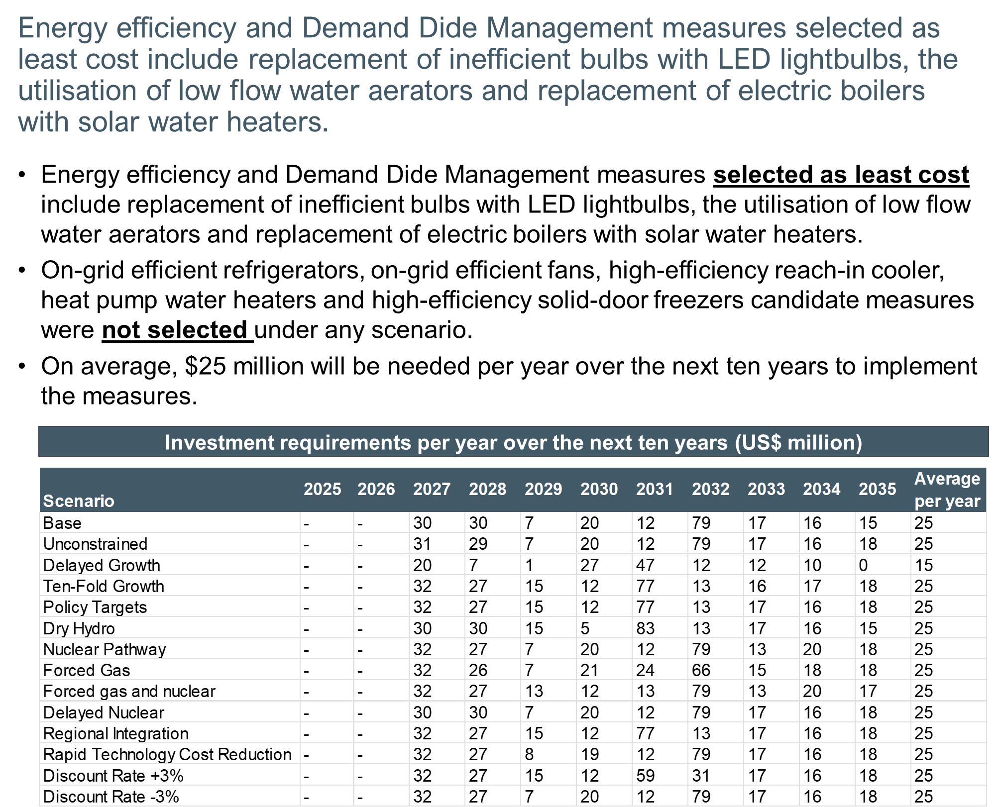 Energy efficiency and Demand Dide Management measures selected as
least cost include replacement of inefficient bulbs with LED lightbulbs, the
utilisation of low flow water aerators and replacement of electric boilers
with solar water heaters.
• Energy efficiency and Demand Dide Management measures selected as least cost
include replacement of inefficient bulbs with LED lightbulbs, the utilisation of low flow
water aerators and replacement of electric boilers with solar water heaters.
• On-grid efficient refrigerators, on-grid efficient fans, high-efficiency reach-in cooler,
heat pump water heaters and high-efficiency solid-door freezers candidate measures
were not selected under any scenario.
• On average, $25 million will be needed per year over the next ten years to implement
the measures.
Investment requirements per year over the next ten years (US$ million)
Scenario 2025 2026 2027 2028 2029 2030 2031 2032 2033 2034 2035 Average per year
Base - - 30 30 7 20 12 79 17 16 15 25
Unconstrained - - 31 29 7 20 12 79 17 16 18 25
Delayed Growth - - 20 7 1 27 47 12 12 10 0 15
Ten-Fold Growth - - 32 27 15 12 77 13 16 17 18 25
Policy Targets - - 32 27 15 12 77 13 17 16 18 25
Dry Hydro - - 30 30 15 5 83 13 17 16 15 25
Nuclear Pathway - - 32 27 7 20 12 79 13 20 18 25
Forced Gas - - 32 26 7 21 24 66 15 18 18 25
Forced gas and nuclear - - 32 27 13 12 13 79 13 20 17 25
Delayed Nuclear - - 30 30 7 20 12 79 17 16 18 25
Regional Integration - - 32 27 15 12 77 13 17 16 18 25
Rapid Technology Cost Reduction - - 32 27 8 19 12 79 17 16 18 25
Discount Rate +3% - - 32 27 15 12 59 31 17 16 18 25
Discount Rate -3% - - 32 27 7 20 12 79 17 16 18 25